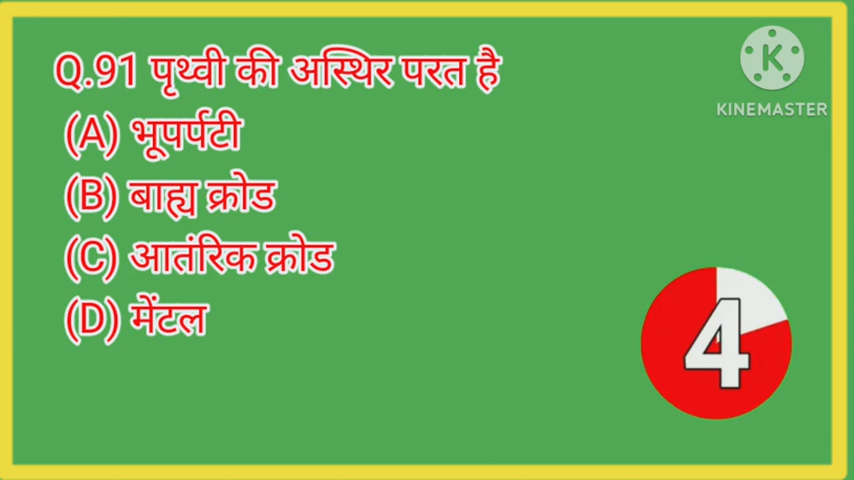 Q.91 पृथ्वी की अस्थिर परत है
KINEMASTER
(A) भूपर्पटी
(B) बाह्य क्रोड
(C) आतंरिक क्रोड
(D) मेंटल
4